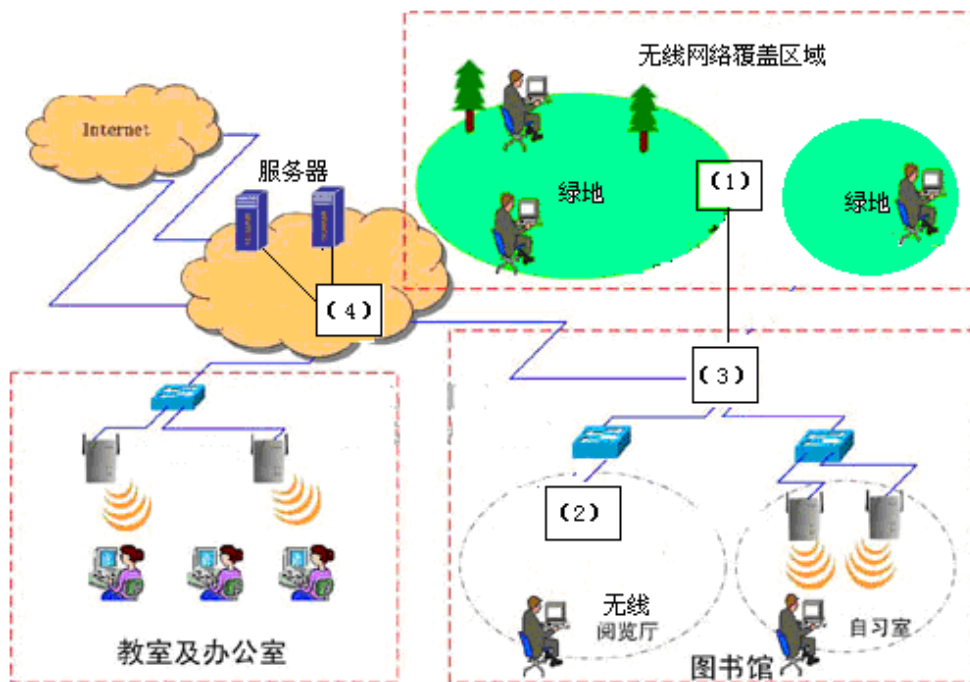 无线网络覆盖区域
Internet
服务器
绿地
(1)
绿地
(4)
(3)
(2)
无线
阅览厅
自习室
教室及办公室
图书馆